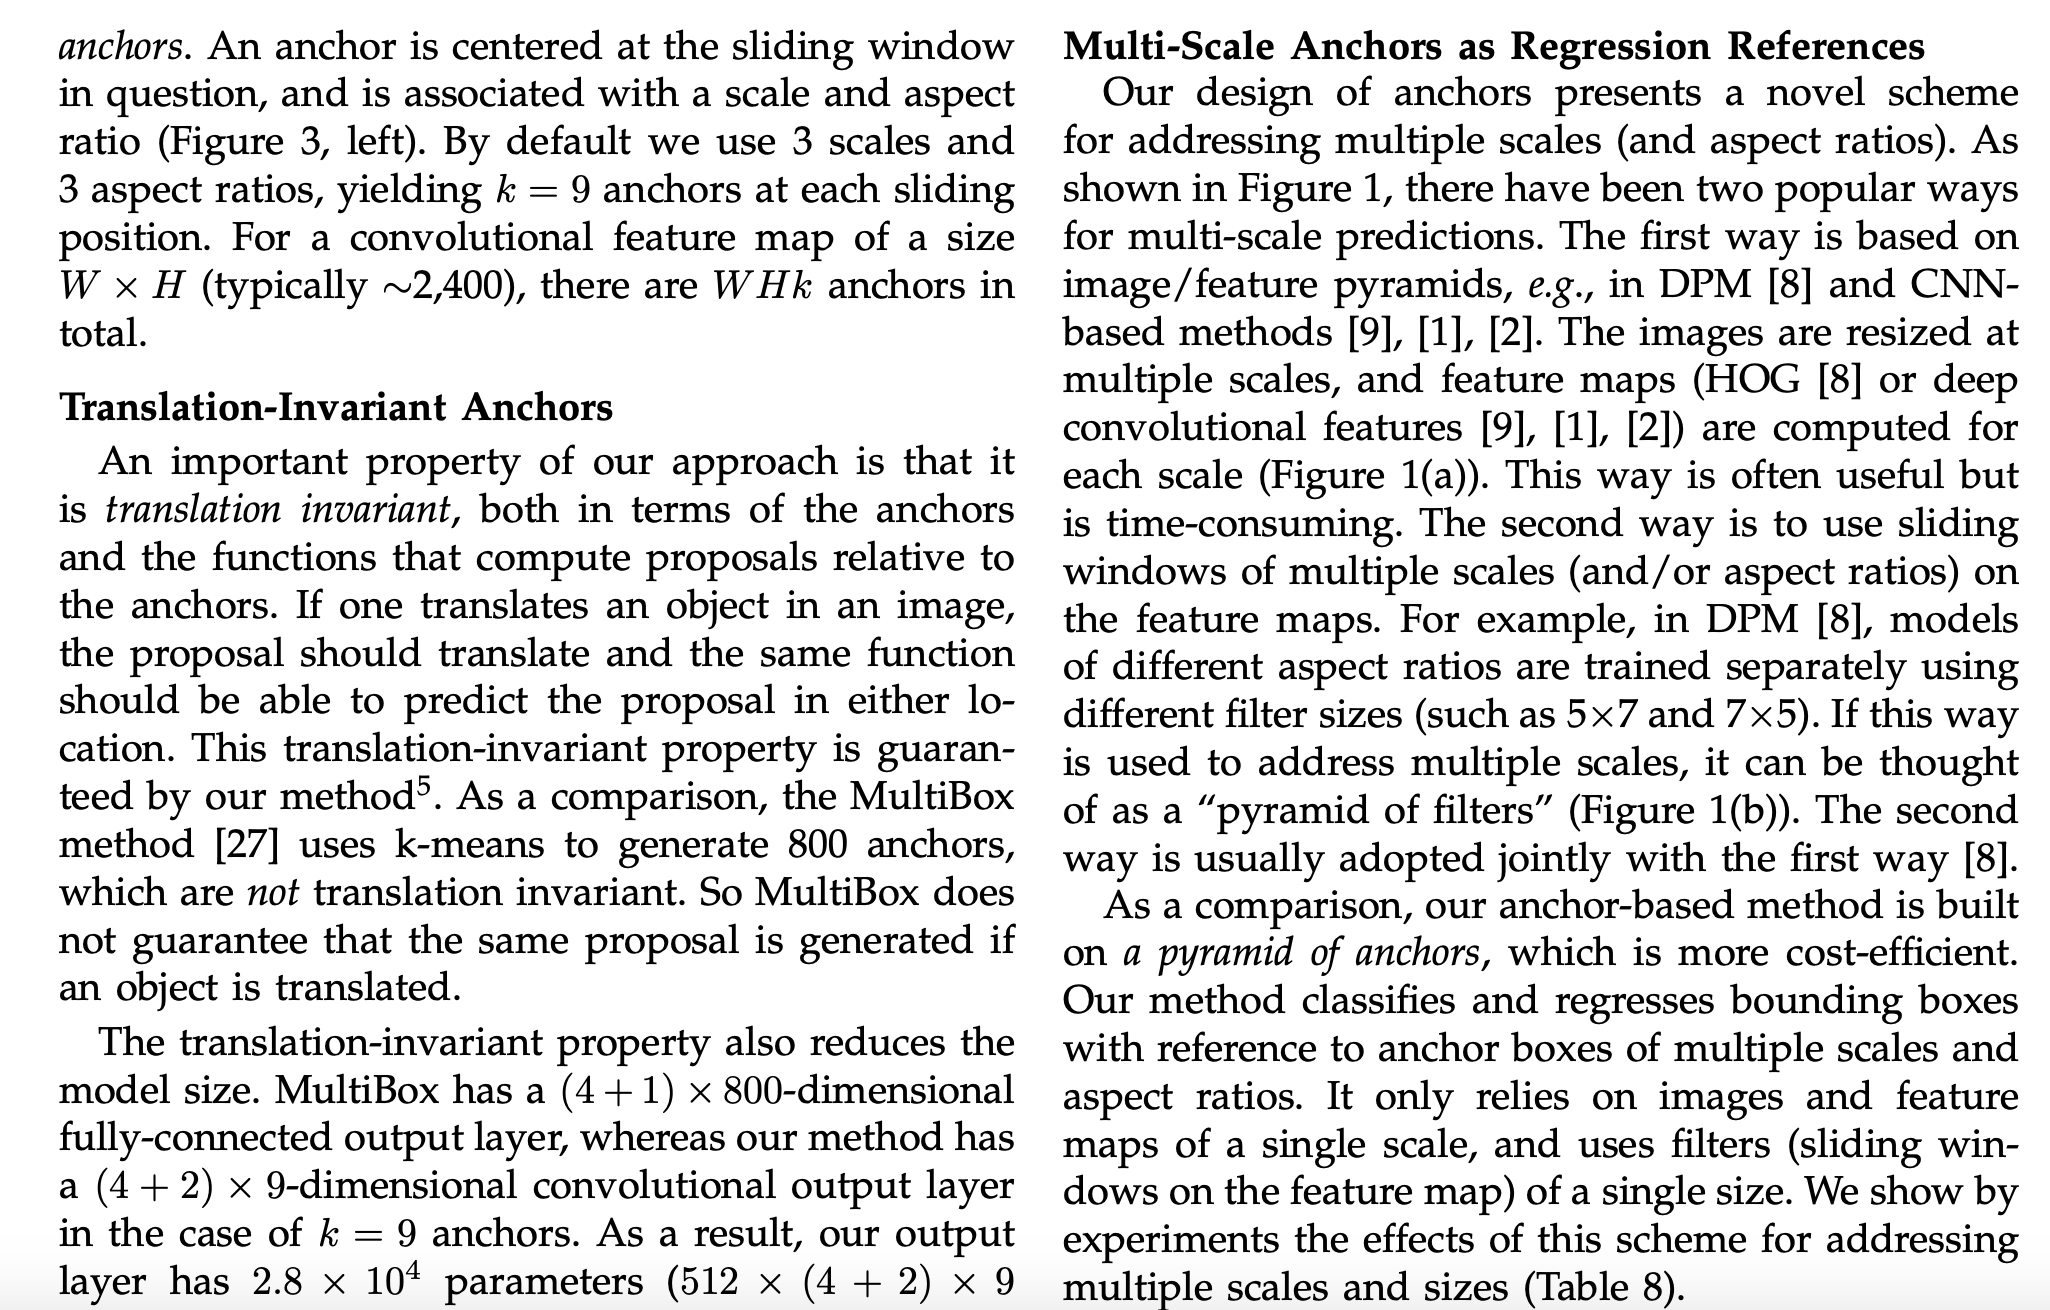 anchors. An anchor is centered at the sliding window
in question, and is associated with a scale and aspect
ratio (Figure 3, left). By default we use 3 scales and
3 aspect ratios, yielding k = 9 anchors at each sliding
position. For a convolutional feature map of a size
W × H (typically ∼2,400), there are WHk anchors in
total.
Translation-Invariant Anchors
An important property of our approach is that it
is translation invariant, both in terms of the anchors
and the functions that compute proposals relative to
the anchors. If one translates an object in an image,
the proposal should translate and the same function
should be able to predict the proposal in either lo-
cation. This translation-invariant property is guaran-
teed by our method⁵. As a comparison, the MultiBox
method [27] uses k-means to generate 800 anchors,
which are not translation invariant. So MultiBox does
not guarantee that the same proposal is generated if
an object is translated.
The translation-invariant property also reduces the
model size. MultiBox has a (4 + 1) × 800-dimensional
fully-connected output layer, whereas our method has
a (4 + 2) × 9-dimensional convolutional output layer
in the case of k = 9 anchors. As a result, our output
layer has 2.8 × 10⁴ parameters (512 × (4 + 2) × 9
Multi-Scale Anchors as Regression References
Our design of anchors presents a novel scheme
for addressing multiple scales (and aspect ratios). As
shown in Figure 1, there have been two popular ways
for multi-scale predictions. The first way is based on
image/feature pyramids, e.g., in DPM [8] and CNN-
based methods [9], [1], [2]. The images are resized at
multiple scales, and feature maps (HOG [8] or deep
convolutional features [9], [1], [2]) are computed for
each scale (Figure 1(a)). This way is often useful but
is time-consuming. The second way is to use sliding
windows of multiple scales (and/or aspect ratios) on
the feature maps. For example, in DPM [8], models
of different aspect ratios are trained separately using
different filter sizes (such as 5×7 and 7×5). If this way
is used to address multiple scales, it can be thought
of as a “pyramid of filters” (Figure 1(b)). The second
way is usually adopted jointly with the first way [8].
As a comparison, our anchor-based method is built
on a pyramid of anchors, which is more cost-efficient.
Our method classifies and regresses bounding boxes
with reference to anchor boxes of multiple scales and
aspect ratios. It only relies on images and feature
maps of a single scale, and uses filters (sliding win-
dows on the feature map) of a single size. We show by
experiments the effects of this scheme for addressing
multiple scales and sizes (Table 8).